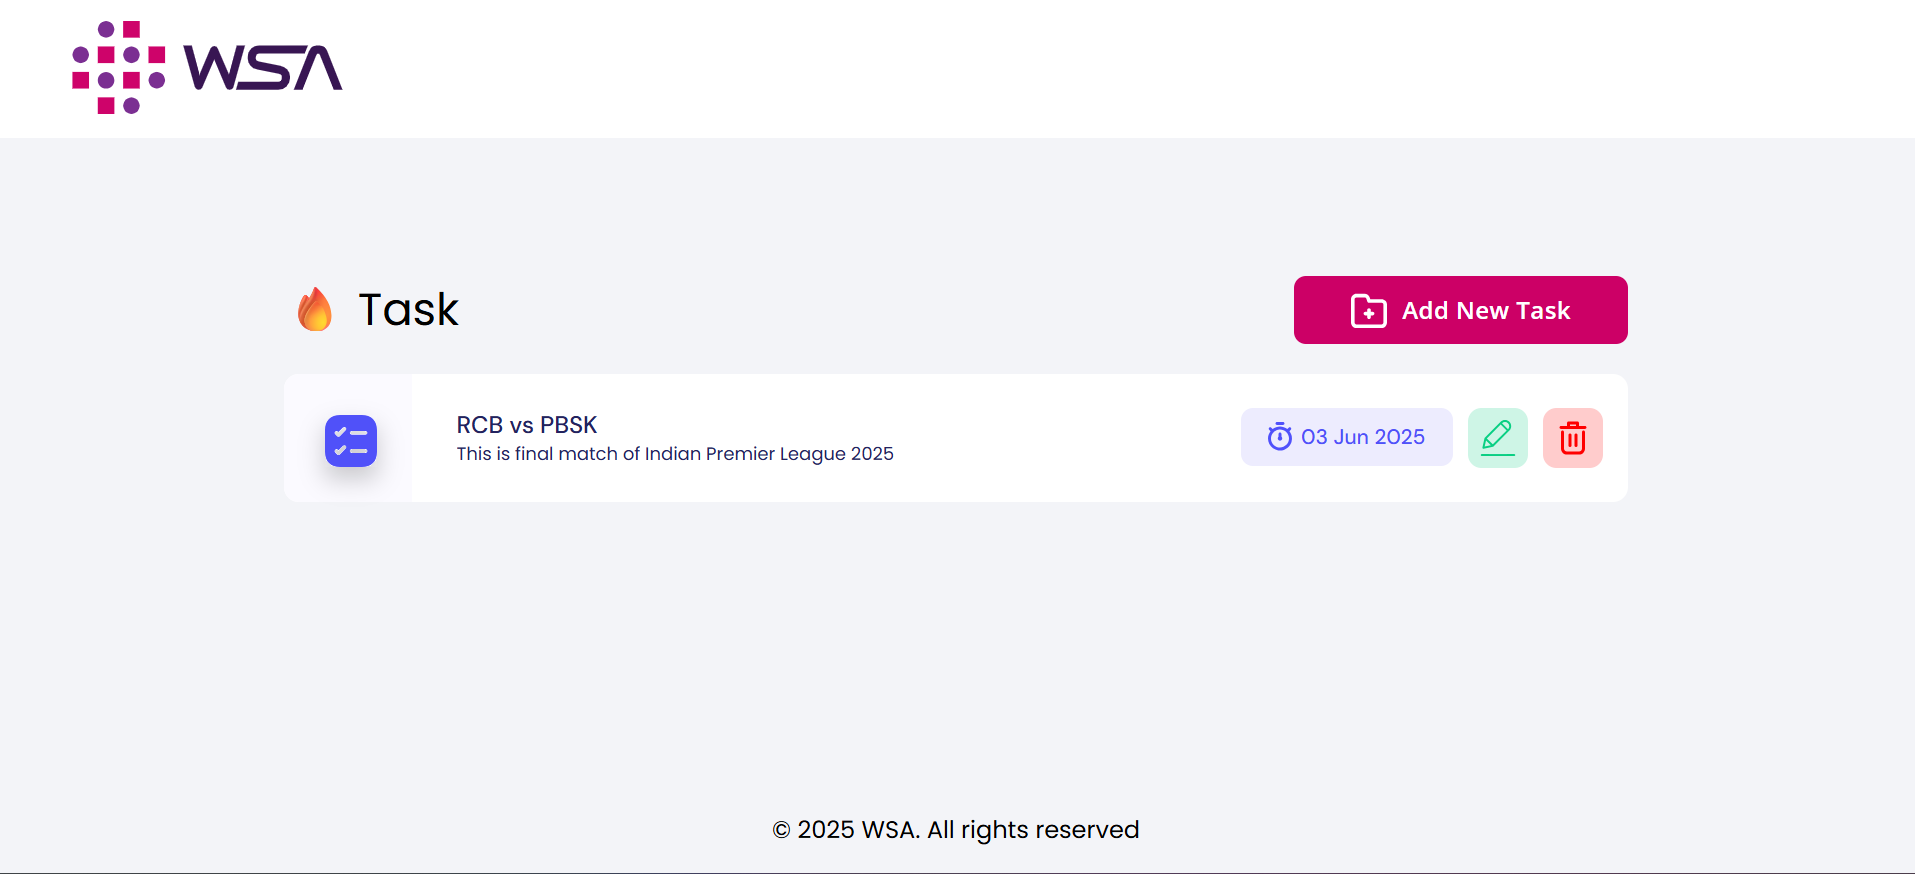 WSA
Task
Add New Task
RCB vs PBSK
This is final match of Indian Premier League 2025
03 Jun 2025
© 2025 WSA. All rights reserved